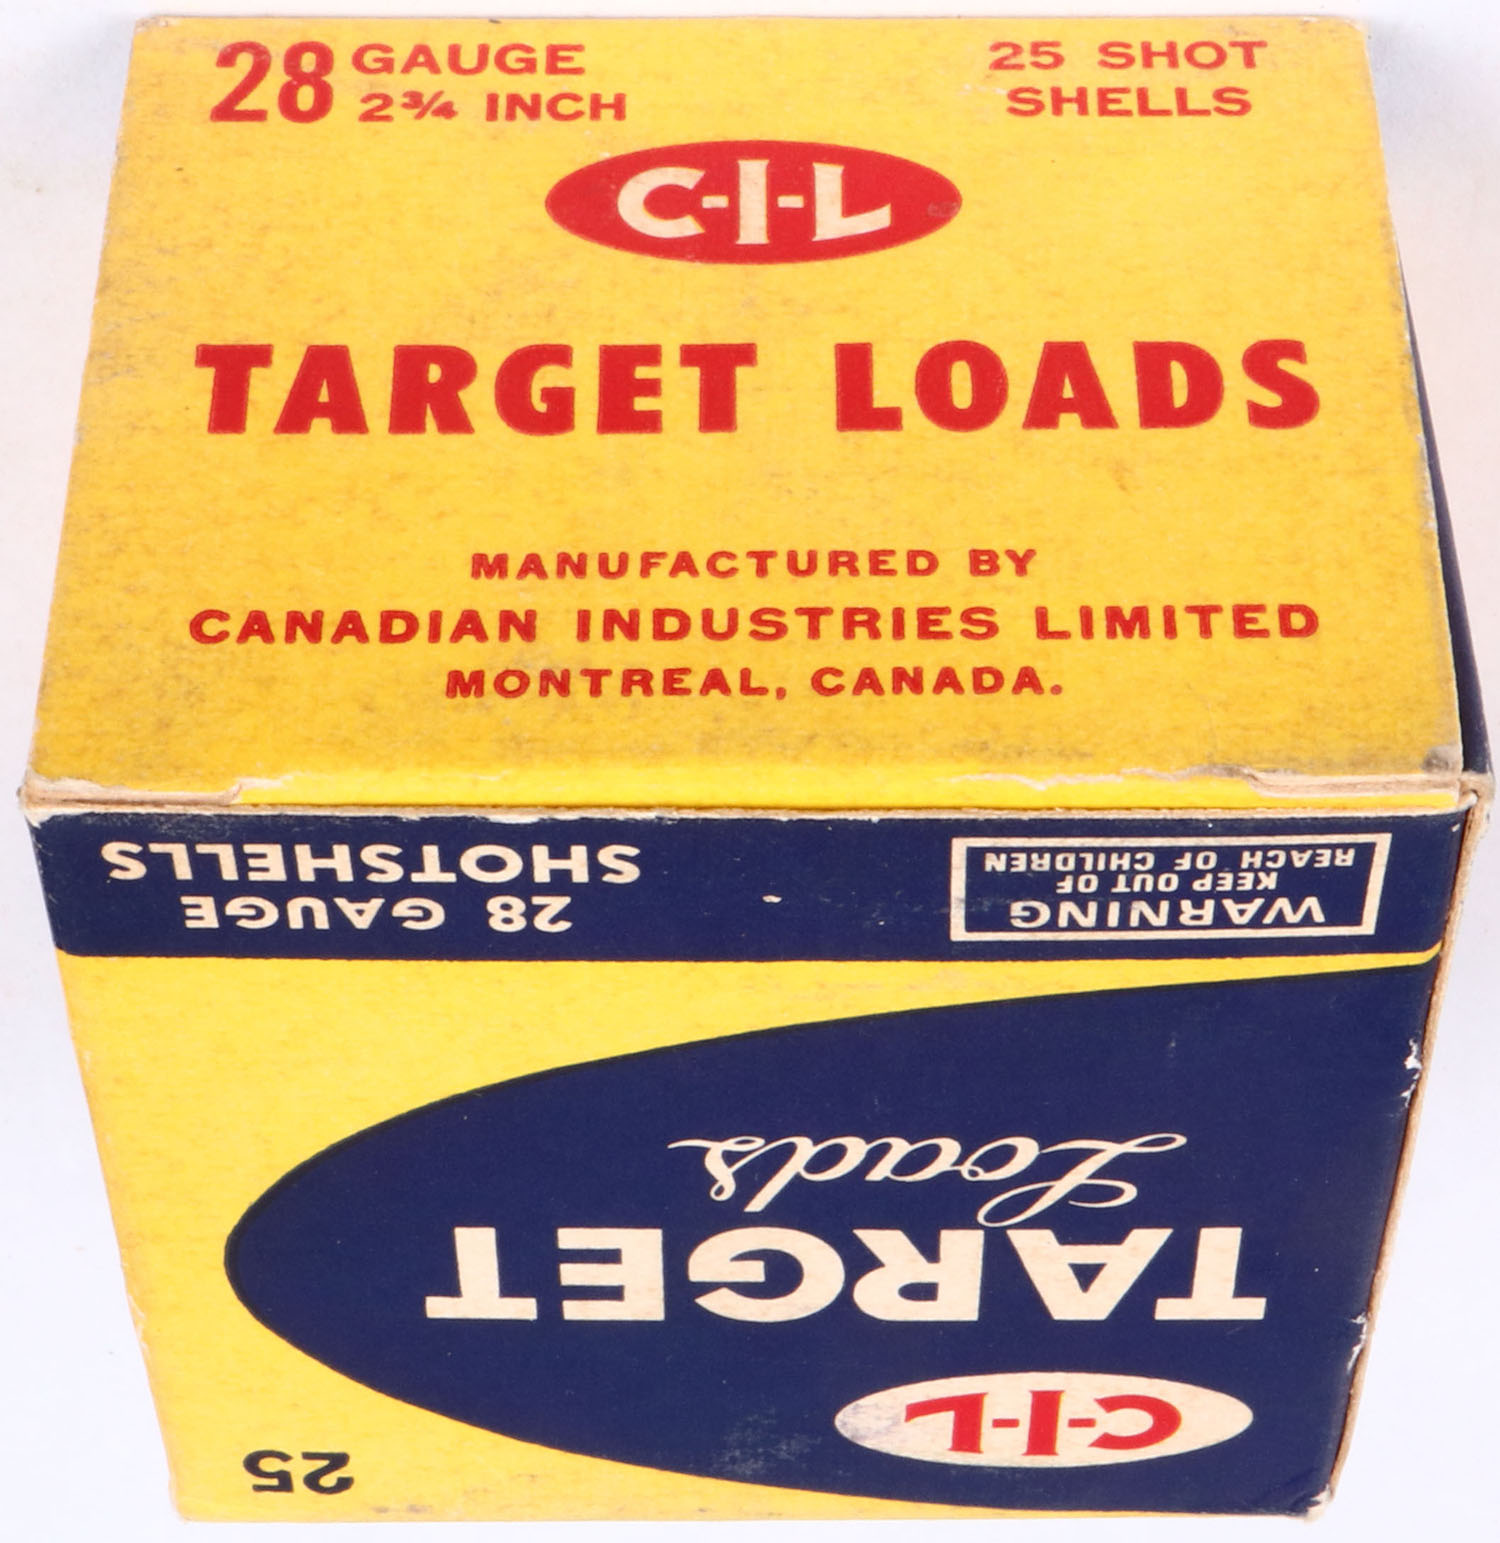 28 GAUGE
2¾ INCH
25 SHOT
SHELLS
C-I-L
TARGET LOADS
MANUFACTURED BY
CANADIAN INDUSTRIES LIMITED
MONTREAL, CANADA.
25
C-I-L
TARGET
Loads
WARNING
KEEP OUT OF
REACH OF CHILDREN
28 GAUGE
SHOTSHELLS